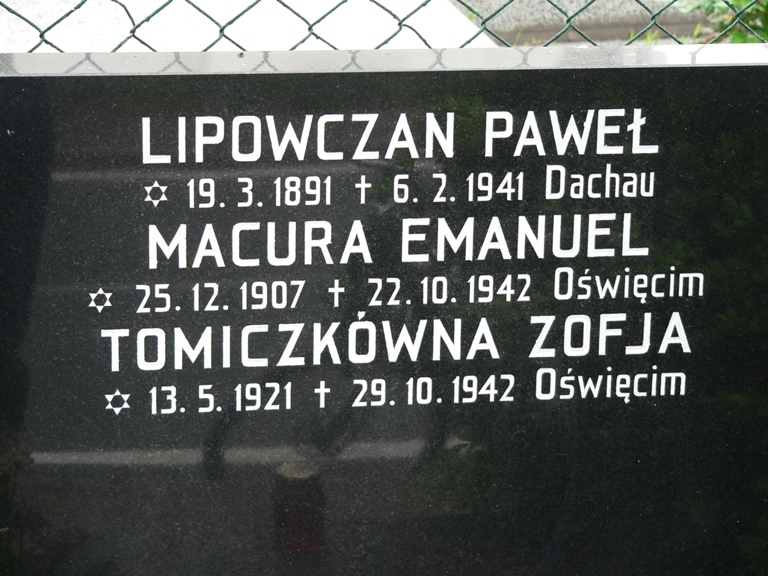 LIPOWCZAN PAWEŁ
✡ 19. 3. 1891 † 6. 2. 1941 Dachau
MACURA EMANUEL
✡ 25. 12. 1907 † 22. 10. 1942 Oświęcim
TOMICZKÓWNA ZOFJA
✡ 13. 5. 1921 † 29. 10. 1942 Oświęcim